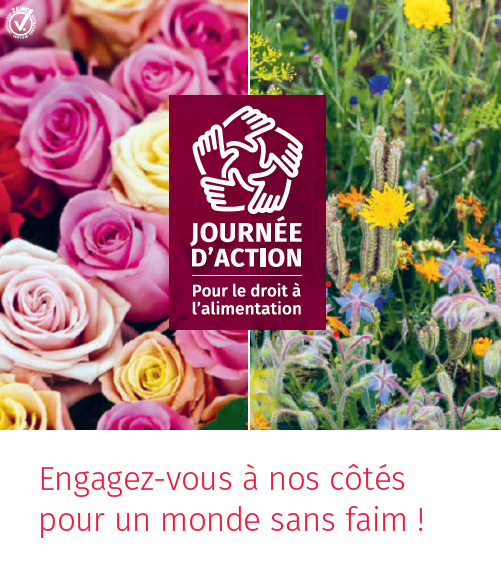 JOURNÉE
D'ACTION
Pour le droit à
l'alimentation
Engagez-vous à nos côtés
pour un monde sans faim !